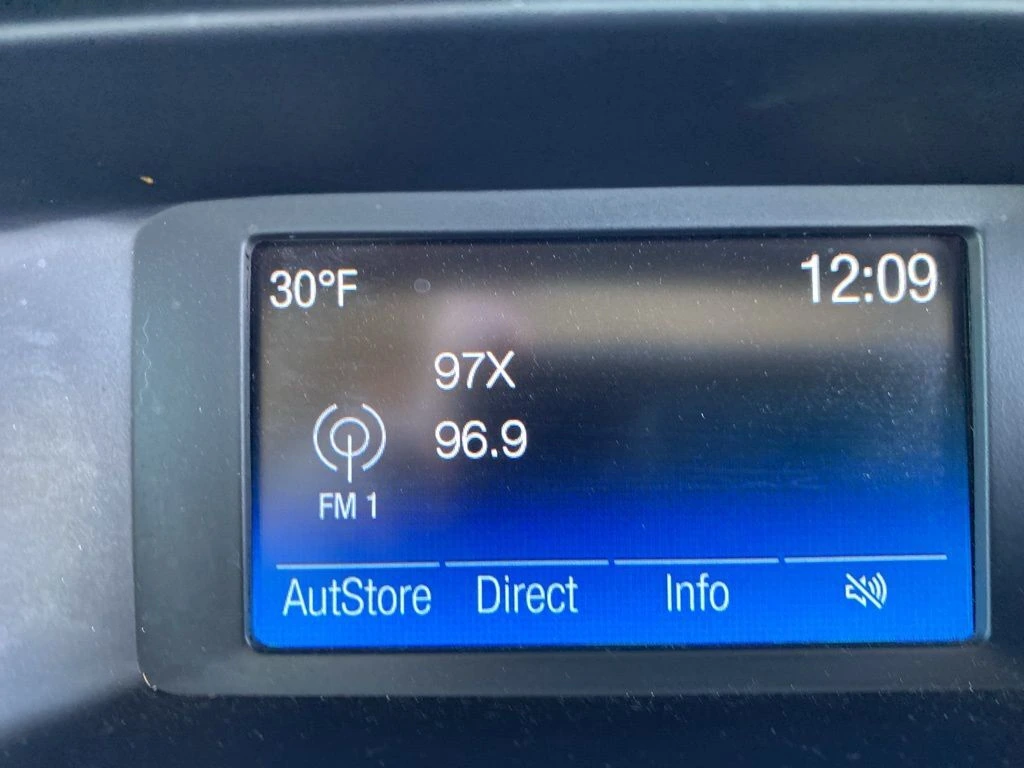 30°F
12:09
97X
96.9
FM 1
AutStore
Direct
Info